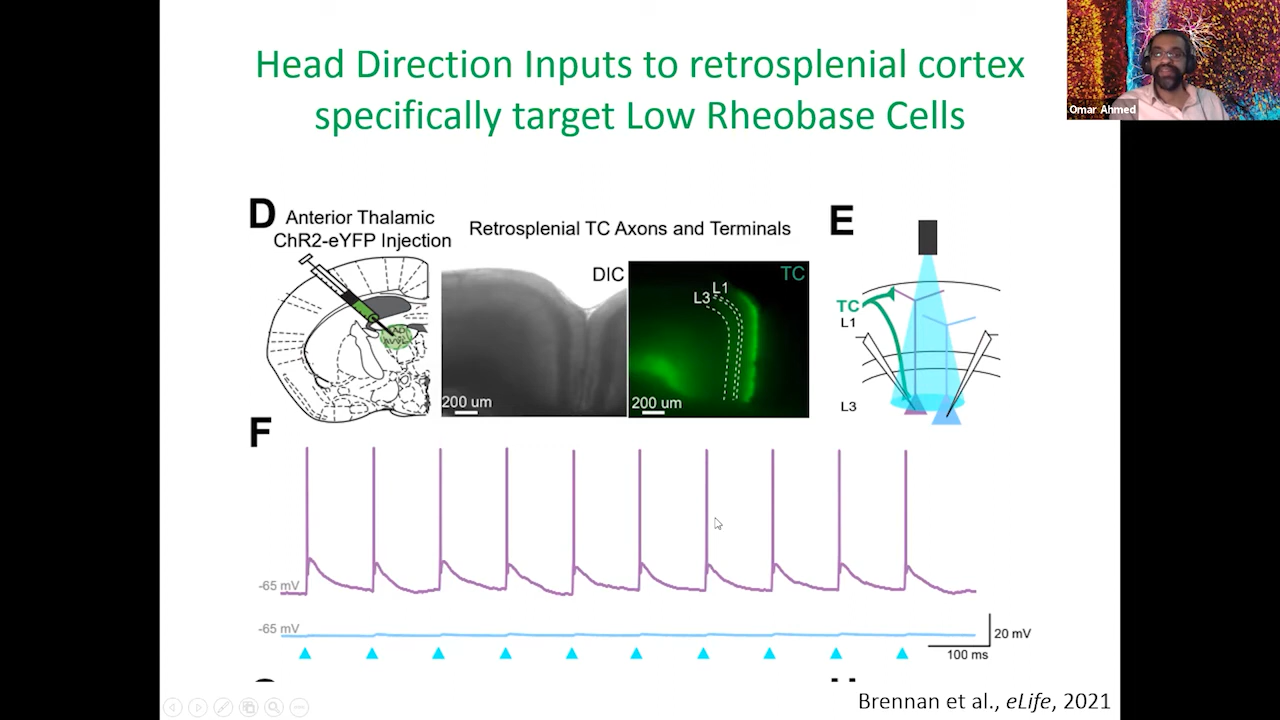 Head Direction Inputs to retrosplenial cortex
specifically target Low Rheobase Cells
Omar Ahmed
D
Anterior Thalamic
ChR2-eYFP Injection
Retrosplenial TC Axons and Terminals
DIC
200 um
TC
L1
L3
200 um
E
TC
L1
L3
F
-65 mV
-65 mV
20 mV
100 ms
Brennan et al., eLife, 2021